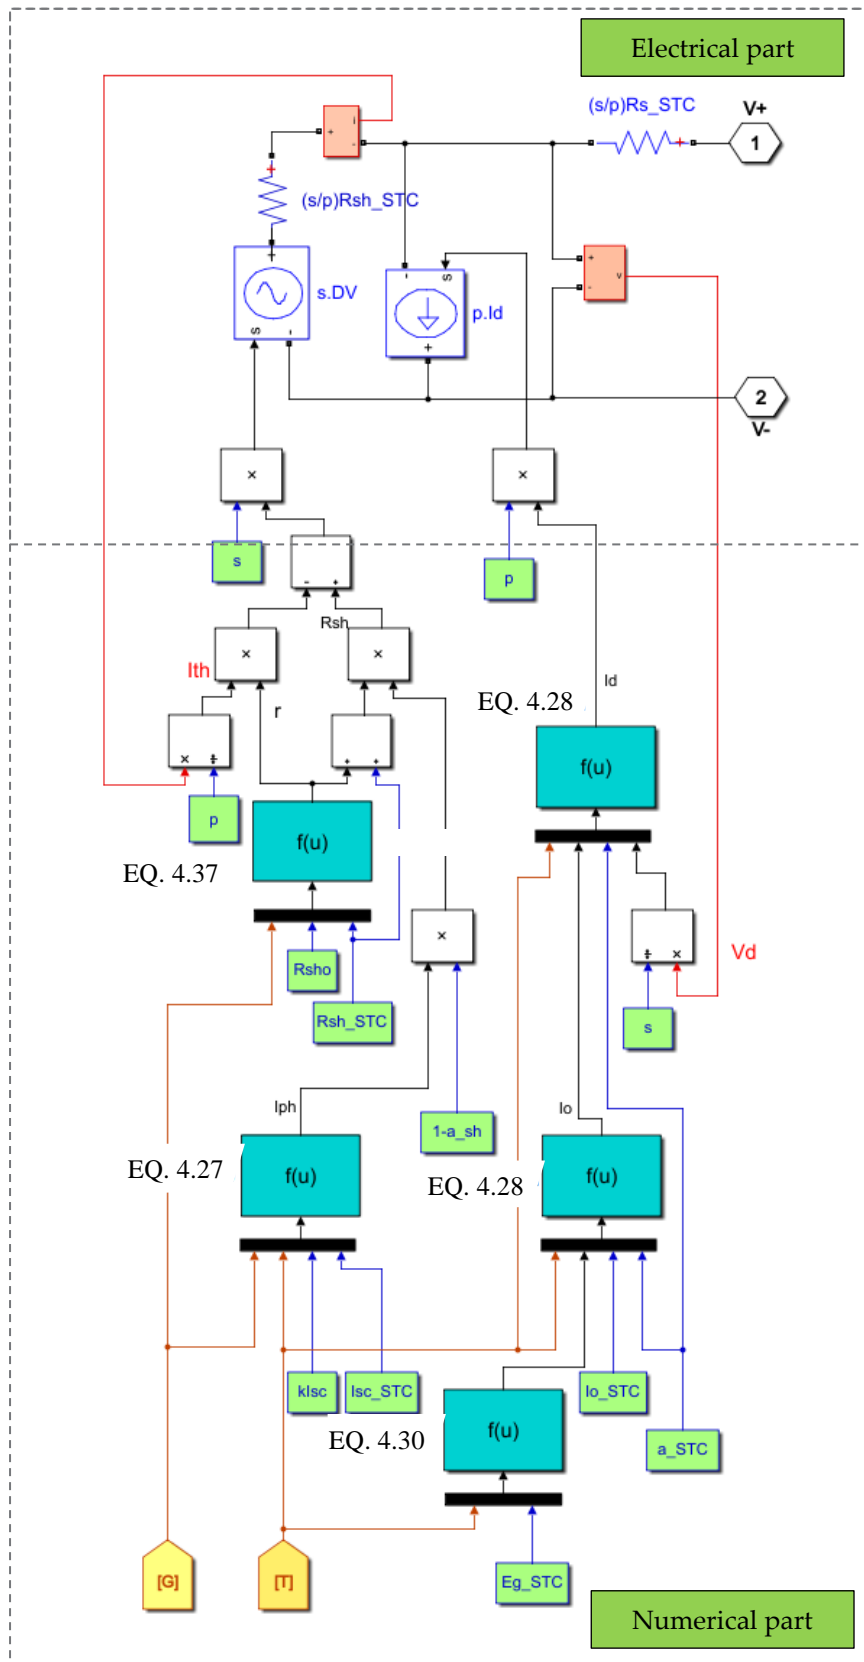 Electrical part
(s/p)Rs_STC
V+
1
i
+
-
+
(s/p)Rsh_STC
+
+
s.DV
s
-
-
s
p.Id
+
+
-
v
2
V-
×
×
s
p
-
+
Rsh
×
×
Ith
r
Id
EQ. 4.28
×
÷
+
+
f(u)
p
f(u)
EQ. 4.37
×
÷
×
Vd
Rsho
Rsh_STC
s
Iph
Io
1-a_sh
EQ. 4.27
f(u)
EQ. 4.28
f(u)
kIsc
Isc_STC
Io_STC
EQ. 4.30
f(u)
a_STC
[G]
[T]
Eg_STC
Numerical part